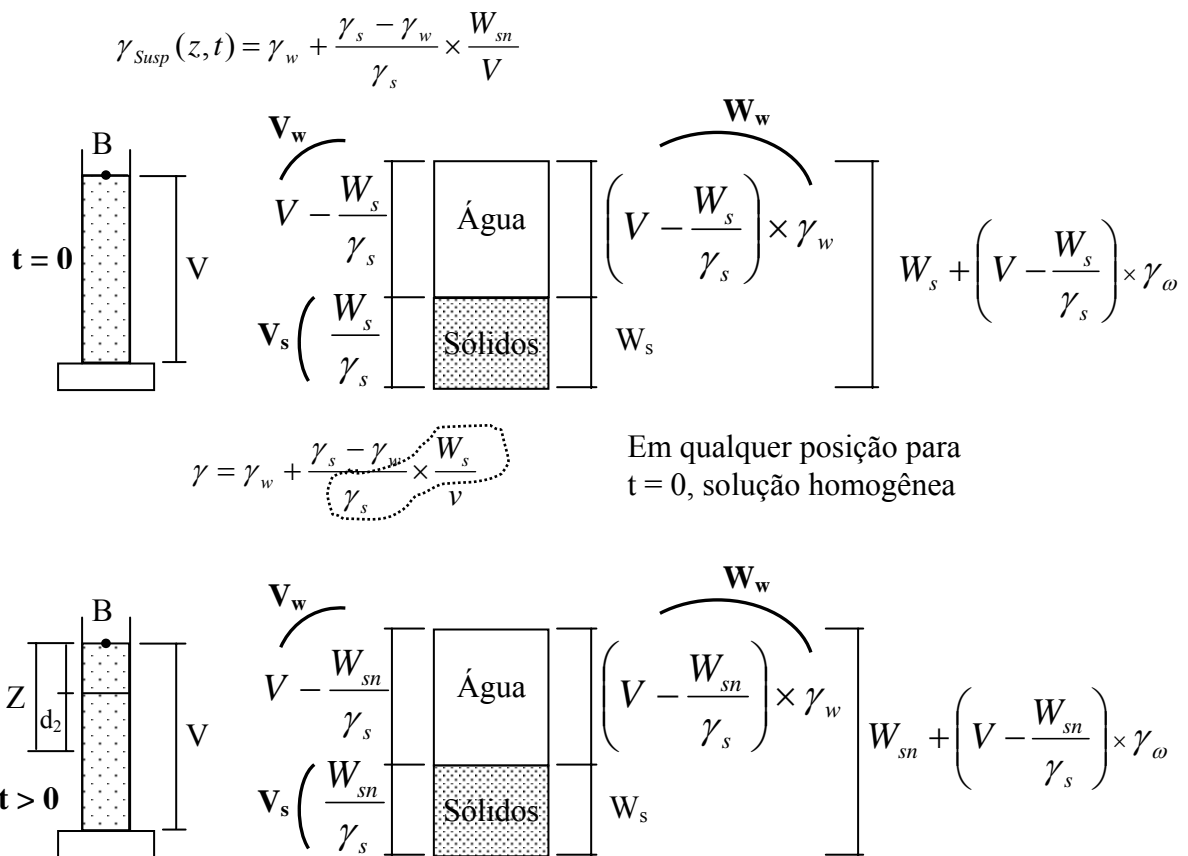 γ_Susp (z,t) = γ_w + (γ_s − γ_w)/γ_s × W_sn/V
B
t = 0
V
V_w
V − W_s/γ_s
V_s
W_s/γ_s
Água
Sólidos
W_w
(V − W_s/γ_s) × γ_w
W_s
W_s + (V − W_s/γ_s) × γ_ω
γ = γ_w + (γ_s − γ_w)/γ_s × W_s/v
Em qualquer posição para
t = 0, solução homogênea
B
Z
d_2
t > 0
V
V_w
V − W_sn/γ_s
V_s
W_sn/γ_s
Água
Sólidos
W_w
(V − W_sn/γ_s) × γ_w
W_s
W_sn + (V − W_sn/γ_s) × γ_ω